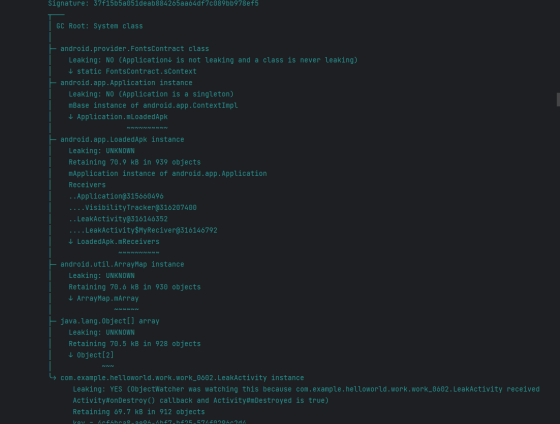 ┬───
│ GC Root: System class
│
├─ android.provider.FontsContract class
│    Leaking: NO (Application↓ is not leaking and a class is never leaking)
│    ↓ static FontsContract.sContext
├─ android.app.Application instance
│    Leaking: NO (Application is a singleton)
│    mBase instance of android.app.ContextImpl
│    ↓ Application.mLoadedApk
│                  ~~~~~~~~~~
├─ android.app.LoadedApk instance
│    Leaking: UNKNOWN
│    Retaining 70.9 kB in 939 objects
│    mApplication instance of android.app.Application
│    Receivers
│    ..Application@315660496
│    ....VisibilityTracker@316207400
│    ..LeakActivity@316146352
│    ....LeakActivity$MyReciver@316146792
│    ↓ LoadedApk.mReceivers
│                ~~~~~~~~~~
├─ android.util.ArrayMap instance
│    Leaking: UNKNOWN
│    Retaining 70.6 kB in 930 objects
│    ↓ ArrayMap.mArray
│               ~~~~~~
├─ java.lang.Object[] array
│    Leaking: UNKNOWN
│    Retaining 70.5 kB in 928 objects
│    ↓ Object[2]
│            ~~~
╰→ com.example.helloworld.work.work_0602.LeakActivity instance
     Leaking: YES (ObjectWatcher was watching this because com.example.helloworld.work.work_0602.LeakActivity received
     Activity#onDestroy() callback and Activity#mDestroyed is true)
     Retaining 69.7 kB in 912 objects